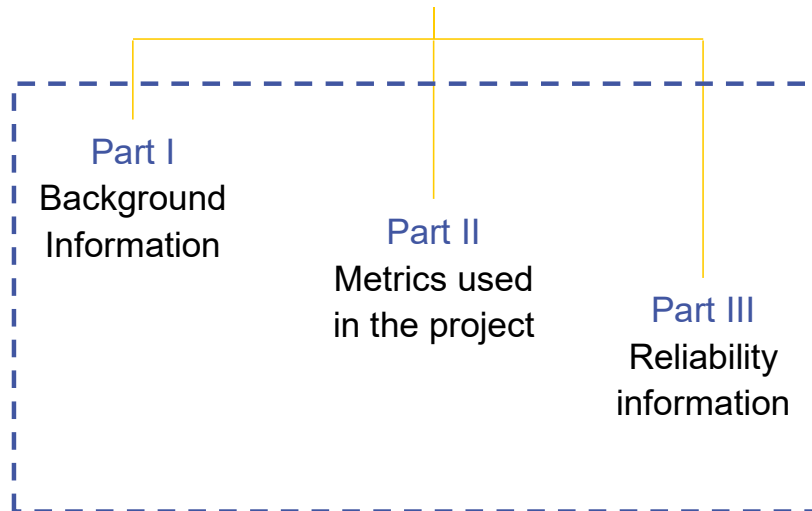 Part I
Background
Information
Part II
Metrics used
in the project
Part III
Reliability
information